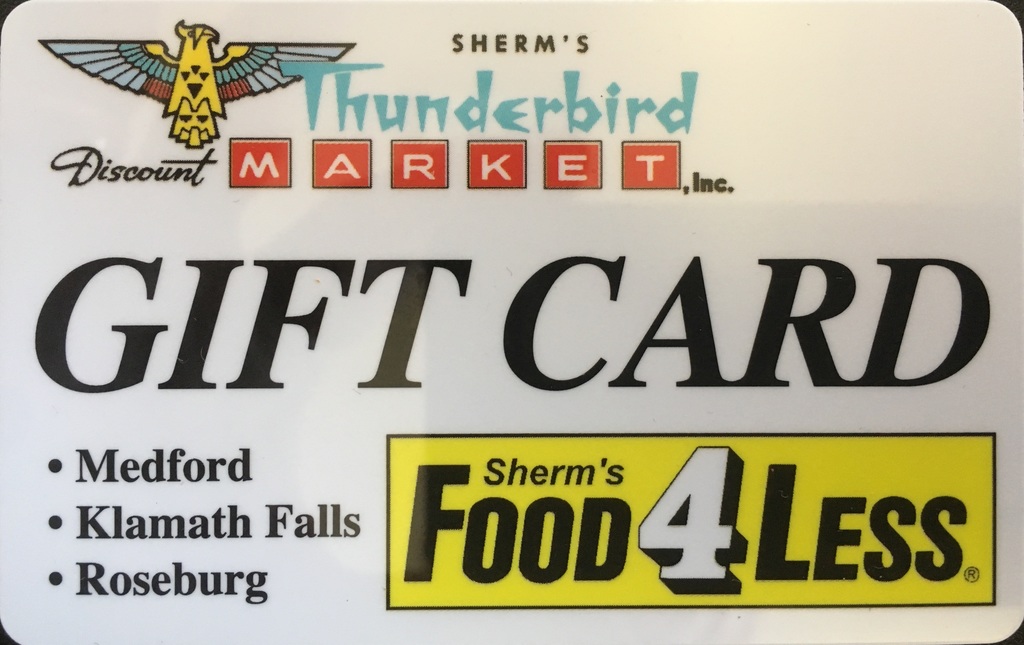 SHERM'S
Thunderbird
Discount MARKET, Inc.
GIFT CARD
• Medford
• Klamath Falls
• Roseburg
Sherm's
FOOD 4 LESS®